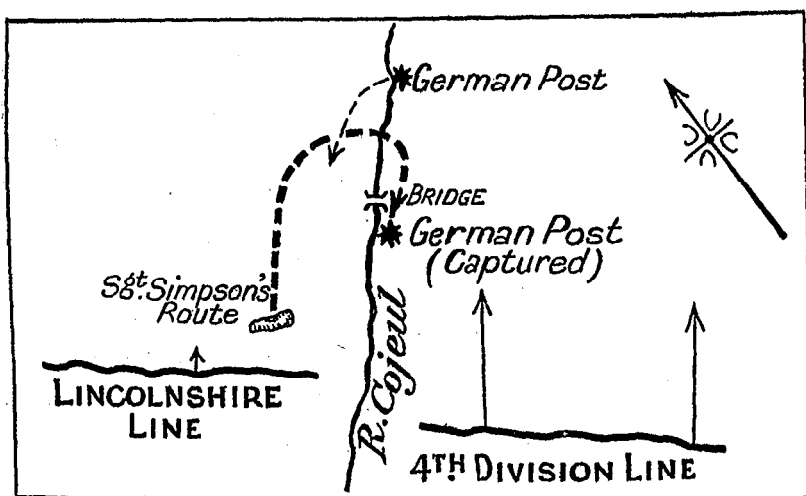 German Post
BRIDGE
German Post
(Captured)
Sgt. Simpson's
Route
R. Cojeul
LINCOLNSHIRE
LINE
4TH DIVISION LINE